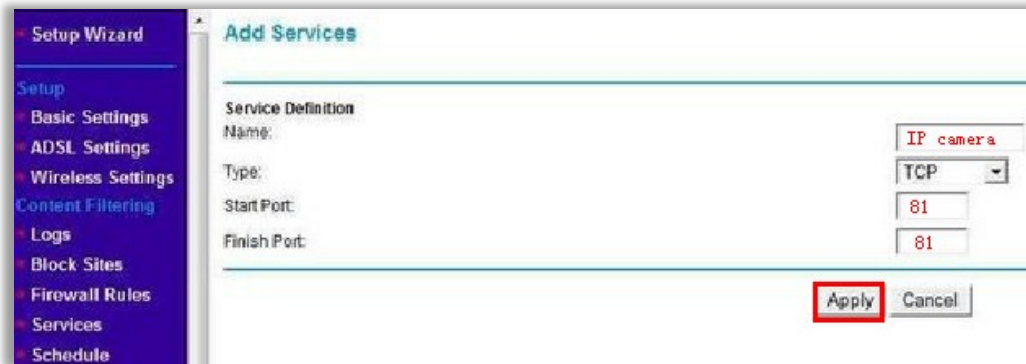 Setup Wizard
Setup
Basic Settings
ADSL Settings
Wireless Settings
Content Filtering
Logs
Block Sites
Firewall Rules
Services
Schedule
Add Services
Service Definition
Name: IP camera
Type: TCP
Start Port: 81
Finish Port: 81
Apply Cancel